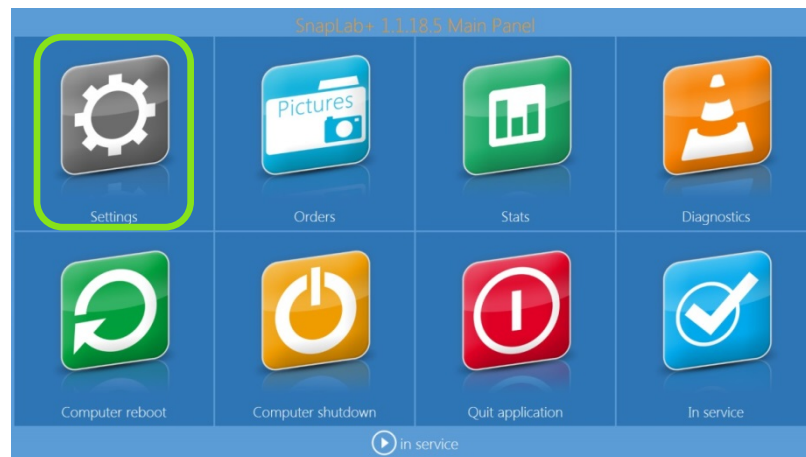 SnapLab+ 1.1.18.5 Main Panel
Pictures
Settings
Orders
Stats
Diagnostics
Computer reboot
Computer shutdown
Quit application
In service
in service